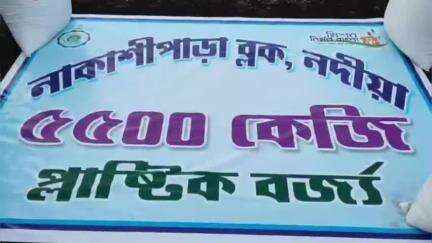 নাকাশীপাড়া ব্লক, নদীয়া
৫৫০০ কেজি
প্লাষ্টিক বর্জ্য